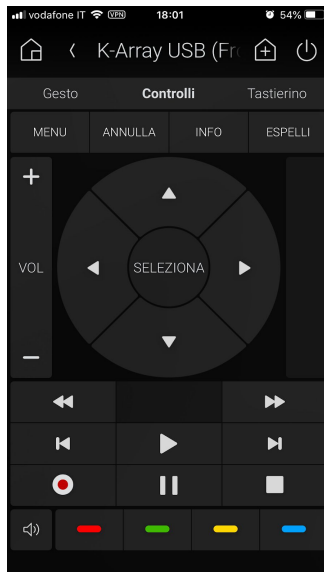 vodafone IT VPN 18:01 54%
K-Array USB (Fr
Gesto Controlli Tastierino
MENU ANNULLA INFO ESPELLI
+
VOL SELEZIONA
−